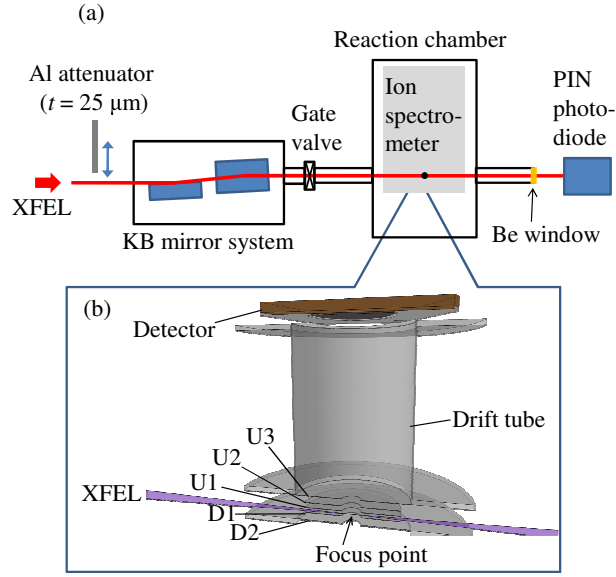 (a)
Reaction chamber
Al attenuator
(t = 25 μm)
Gate
valve
Ion
spectro-
meter
PIN
photo-
diode
XFEL
KB mirror system
Be window
(b)
Detector
Drift tube
U3
U2
U1
XFEL
D1
D2
Focus point